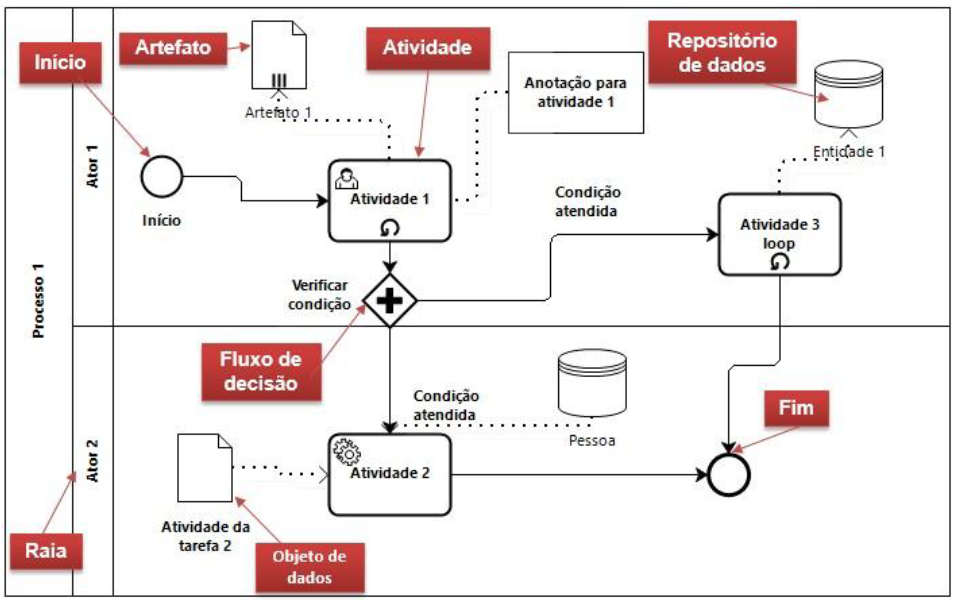 Início
Artefato
Atividade
Repositório
de dados
Anotação para
atividade 1
Artefato 1
Entidade 1
Ator 1
Atividade 1
Início
Condição
atendida
Atividade 3
loop
Processo 1
Verificar
condição
Fluxo de
decisão
Condição
atendida
Pessoa
Fim
Ator 2
Atividade 2
Atividade da
tarefa 2
Raia
Objeto de
dados